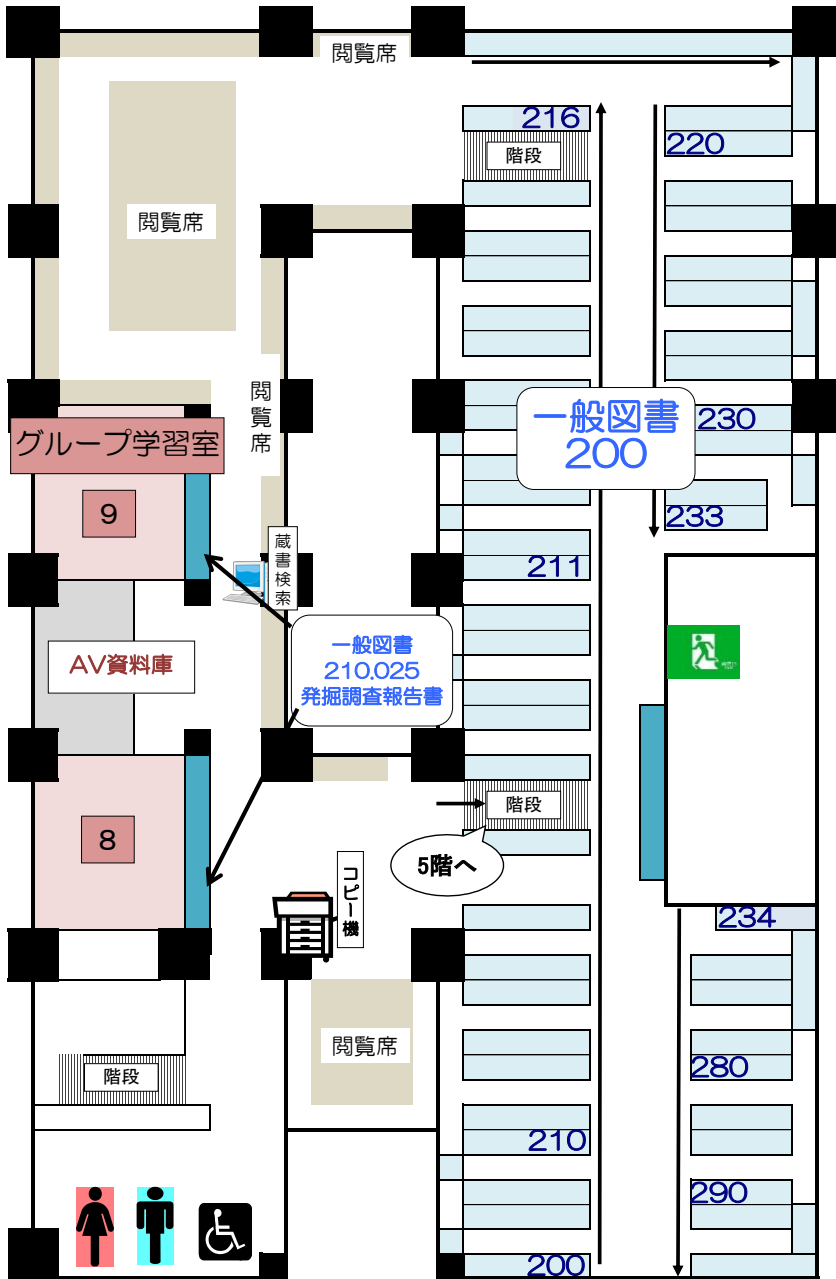 閲覧席
216
220
階段
閲覧席
閲覧席
一般図書
200
230
グループ学習室
9
233
蔵書検索
211
一般図書
210.025
発掘調査報告書
AV資料庫
階段
8
5階へ
コピー機
234
閲覧席
280
階段
210
290
200